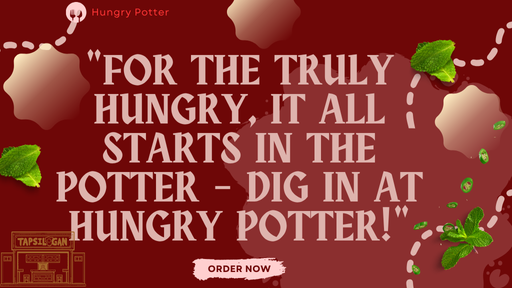 Hungry Potter
"FOR THE TRULY
HUNGRY, IT ALL
STARTS IN THE
POTTER - DIG IN AT
HUNGRY POTTER!"
TAPSIL GAN
ORDER NOW